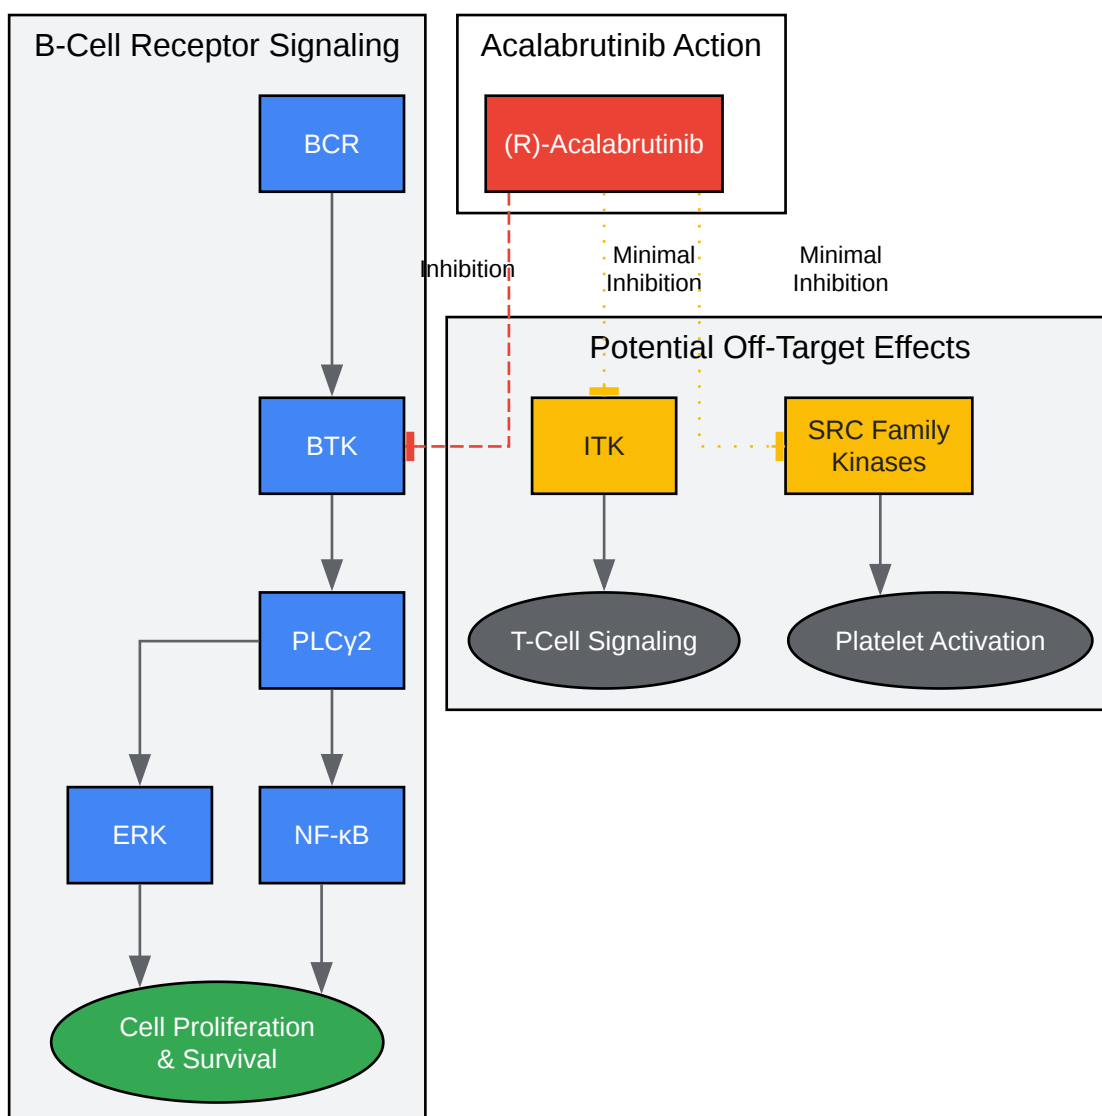 B-Cell Receptor Signaling
Acalabrutinib Action
BCR
(R)-Acalabrutinib
Inhibition
Minimal
Inhibition
Minimal
Inhibition
Potential Off-Target Effects
BTK
ITK
SRC Family
Kinases
PLCγ2
T-Cell Signaling
Platelet Activation
ERK
NF-κB
Cell Proliferation
& Survival